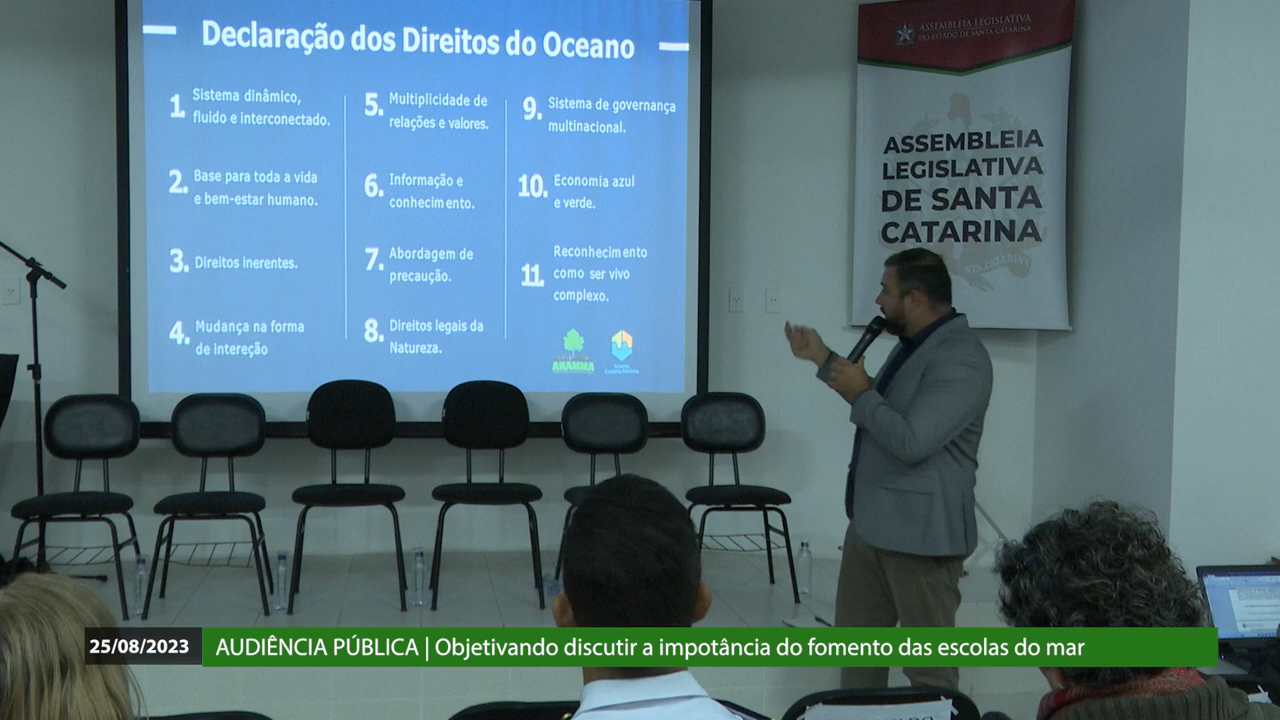 Declaração dos Direitos do Oceano
1. Sistema dinâmico,
fluido e interconectado.
2. Base para toda a vida
e bem-estar humano.
3. Direitos inerentes.
4. Mudança na forma
de intereção
5. Multiplicidade de
relações e valores.
6. Informação e
conhecimento.
7. Abordagem de
precaução.
8. Direitos legais da
Natureza.
9. Sistema de governança
multinacional.
10. Economia azul
e verde.
11. Reconhecimento
como ser vivo
complexo.
ANAMMA
ASSEMBLEIA LEGISLATIVA
DO ESTADO DE SANTA CATARINA
ASSEMBLEIA
LEGISLATIVA
DE SANTA
CATARINA
STA. CATARINA
25/08/2023
AUDIÊNCIA PÚBLICA | Objetivando discutir a impotância do fomento das escolas do mar